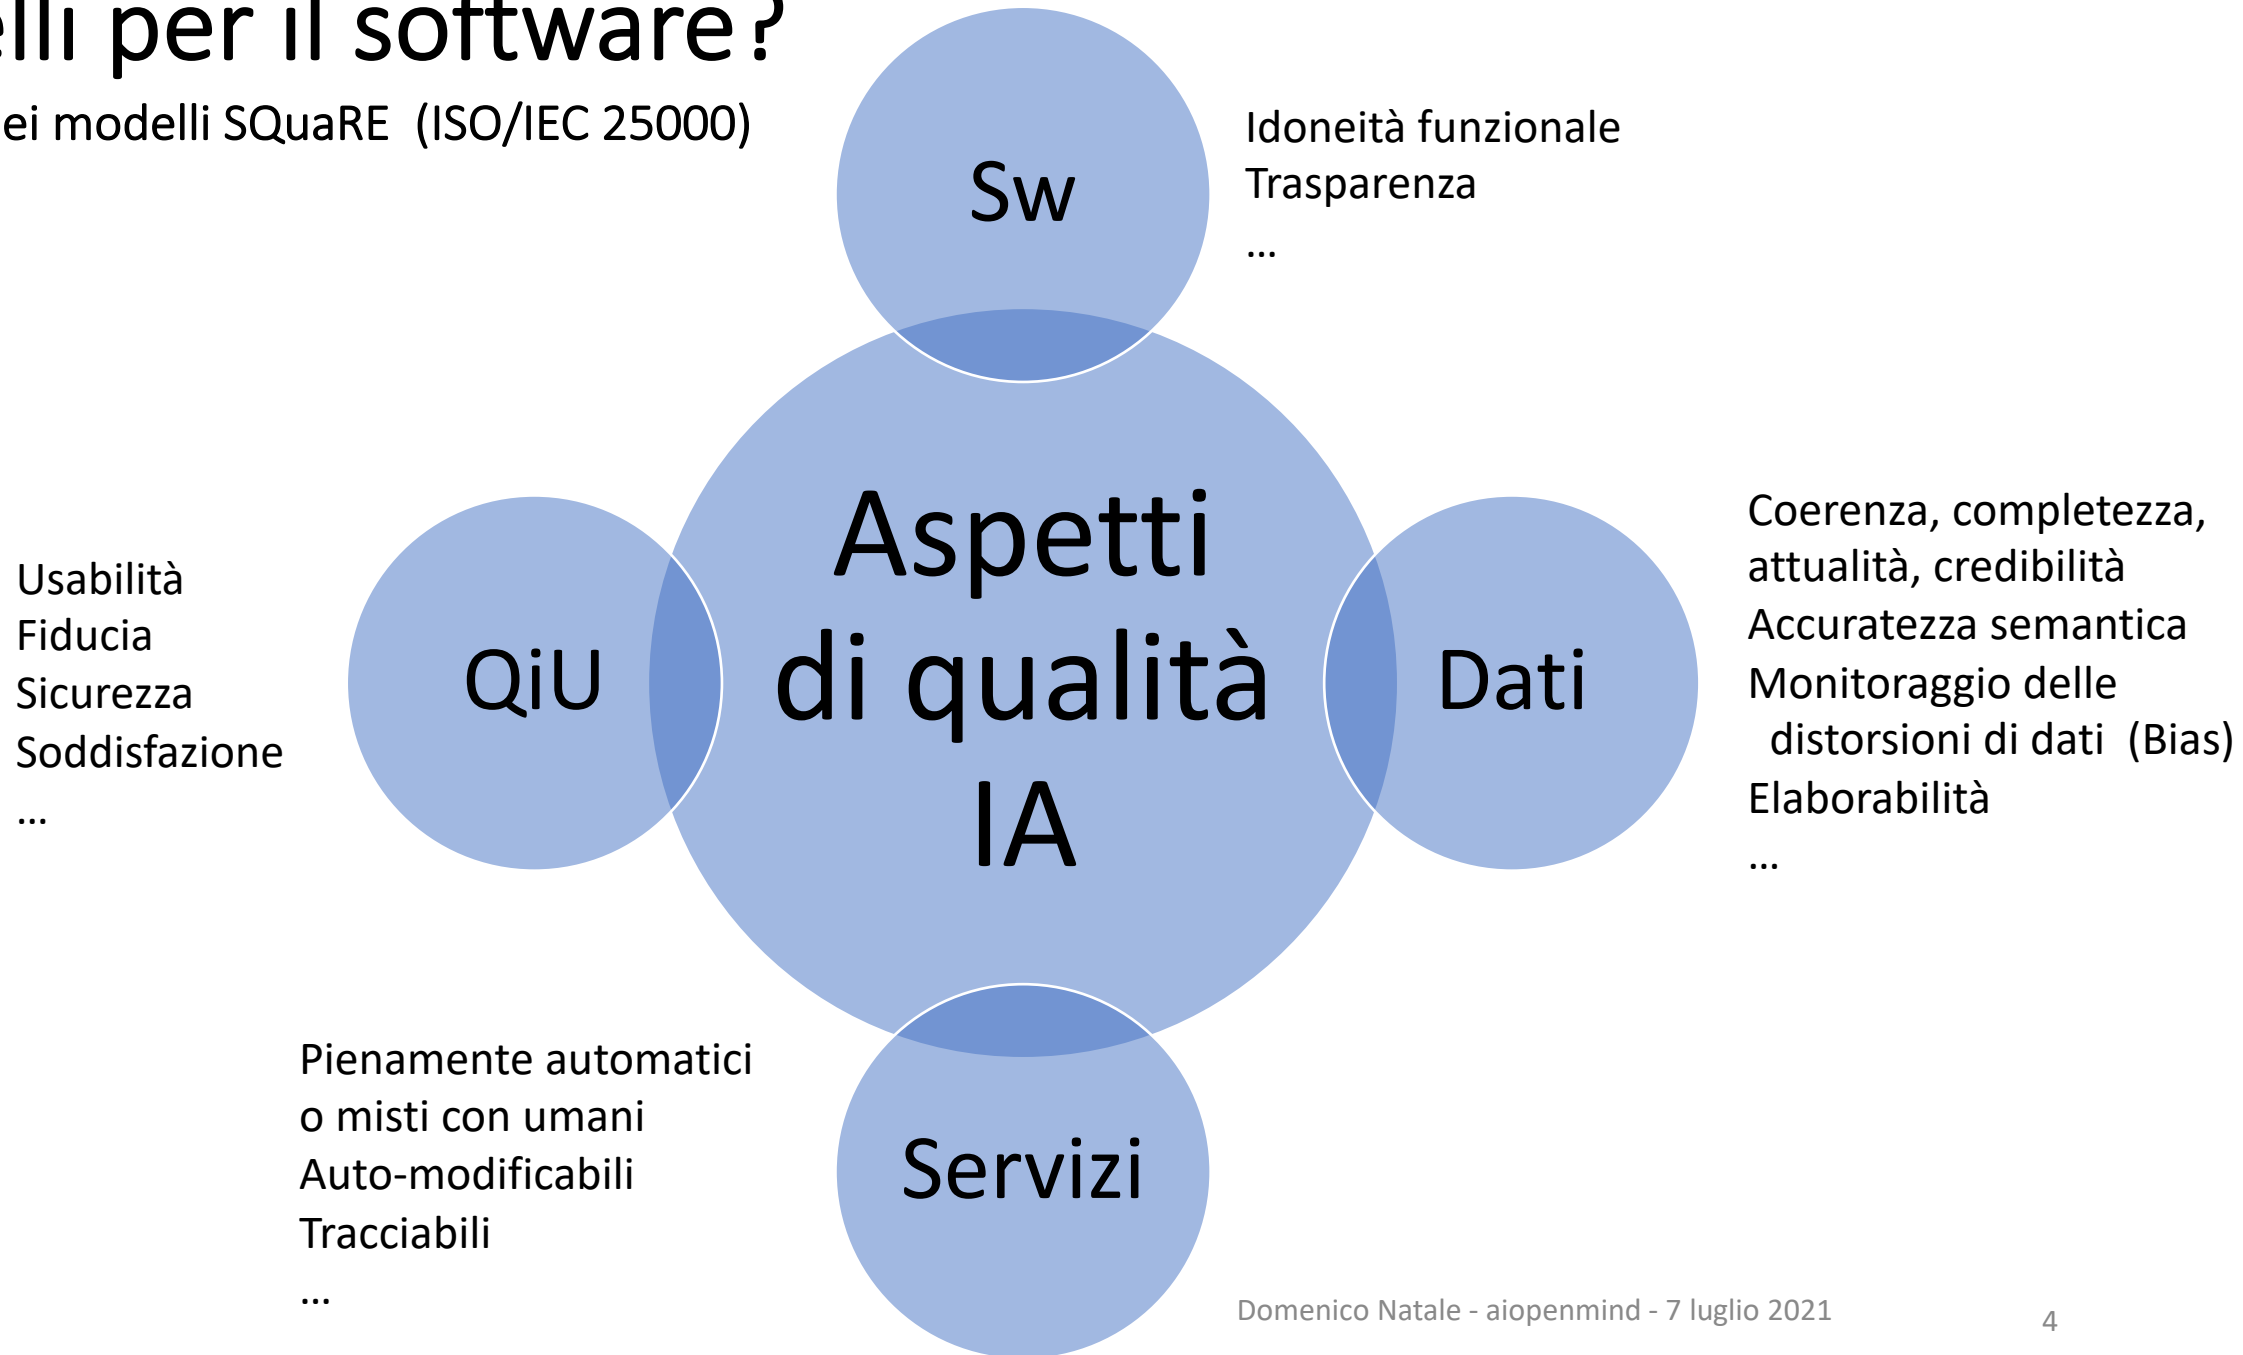 elli per il software?
ei modelli SQuaRE (ISO/IEC 25000)
Sw
Idoneità funzionale
Trasparenza
...
Usabilità
Fiducia
Sicurezza
Soddisfazione
...
QiU
Aspetti
di qualità
IA
Dati
Coerenza, completezza,
attualità, credibilità
Accuratezza semantica
Monitoraggio delle
distorsioni di dati (Bias)
Elaborabilità
...
Pienamente automatici
o misti con umani
Auto-modificabili
Tracciabili
...
Servizi
Domenico Natale - aiopenmind - 7 luglio 2021
4